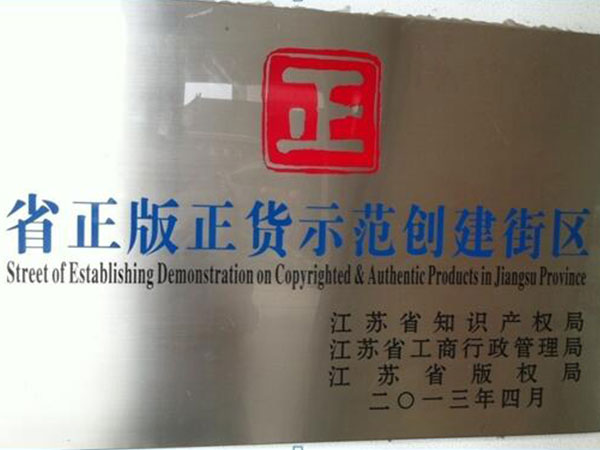 正
省正版正货示范创建街区
Street of Establishing Demonstration on Copyrighted & Authentic Products in Jiangsu Province
江苏省知识产权局
江苏省工商行政管理局
江苏省版权局
二〇一三年四月